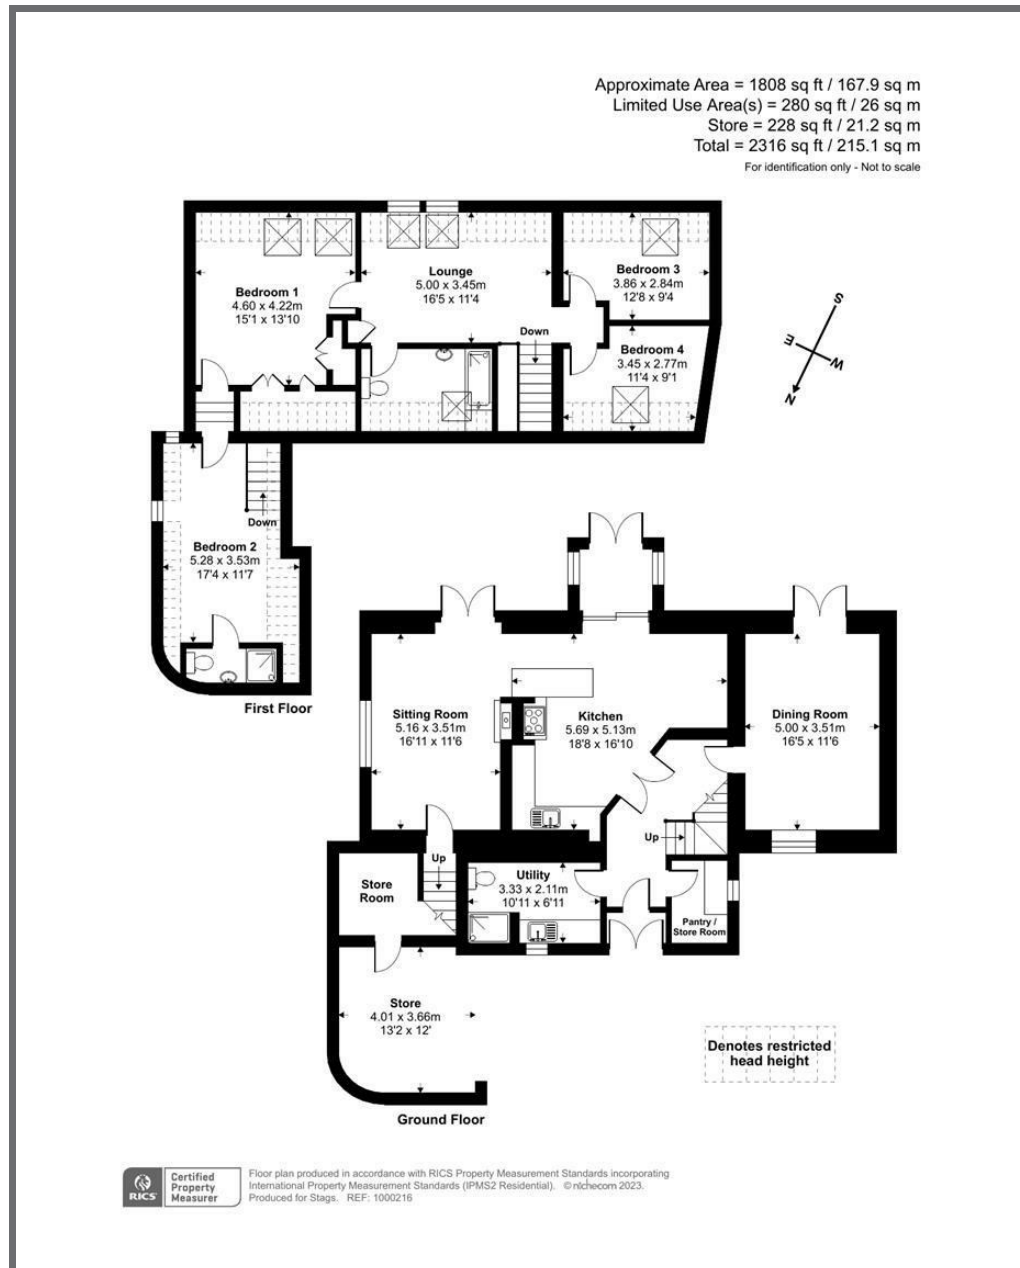 Approximate Area = 1808 sq ft / 167.9 sq m
Limited Use Area(s) = 280 sq ft / 26 sq m
Store = 228 sq ft / 21.2 sq m
Total = 2316 sq ft / 215.1 sq m
For identification only - Not to scale
Bedroom 1
4.60 x 4.22m
15'1 x 13'10
Lounge
5.00 x 3.45m
16'5 x 11'4
Bedroom 3
3.86 x 2.84m
12'8 x 9'4
Down
Bedroom 4
3.45 x 2.77m
11'4 x 9'1
S
E
W
N
Down
Bedroom 2
5.28 x 3.53m
17'4 x 11'7
First Floor
Sitting Room
5.16 x 3.51m
16'11 x 11'6
Kitchen
5.69 x 5.13m
18'8 x 16'10
Dining Room
5.00 x 3.51m
16'5 x 11'6
Up
Up
Store
Room
Utility
3.33 x 2.11m
10'11 x 6'11
Pantry /
Store Room
Store
4.01 x 3.66m
13'2 x 12'
Denotes restricted
head height
Ground Floor
RICS
Certified
Property
Measurer
Floor plan produced in accordance with RICS Property Measurement Standards incorporating
International Property Measurement Standards (IPMS2 Residential). © nichecom 2023.
Produced for Stags. REF: 1000216